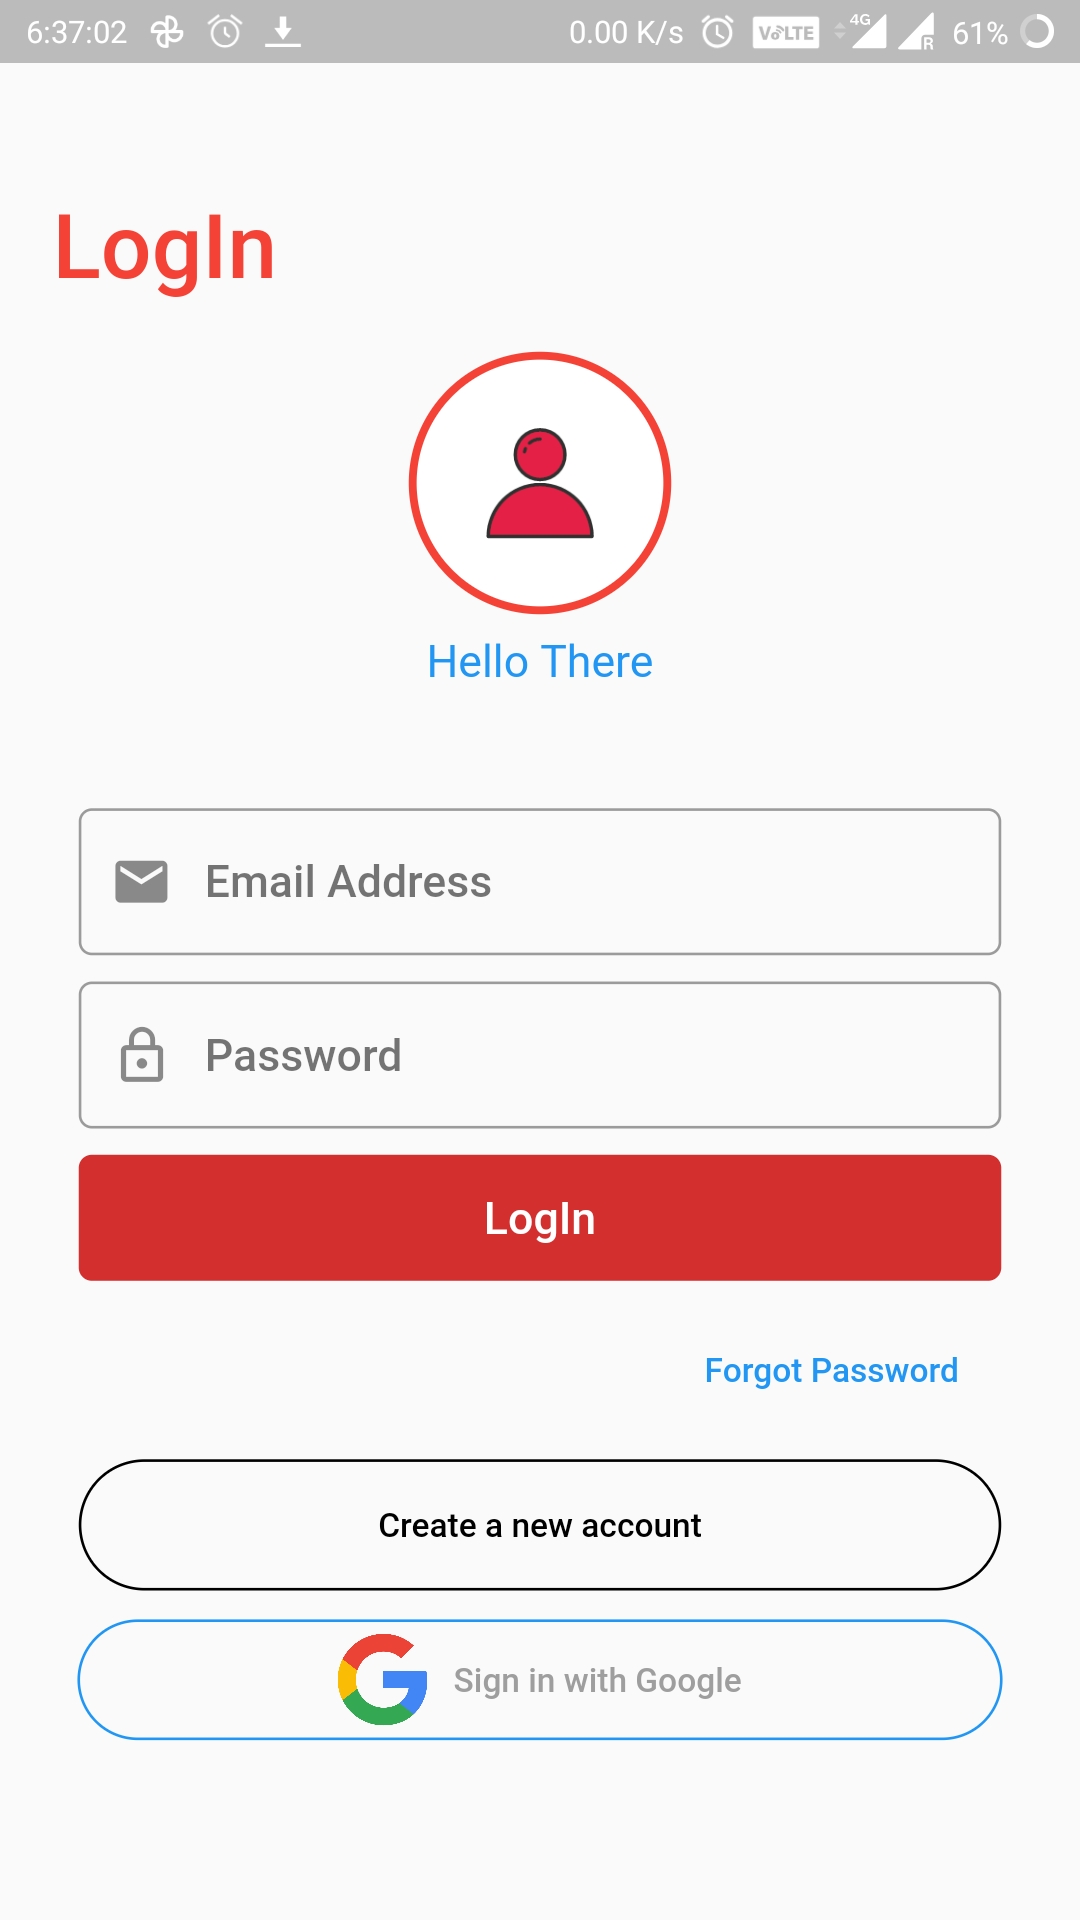 6:37:02 0.00 K/s VoLTE 4G R 61%
LogIn
Hello There
Email Address
Password
LogIn
Forgot Password
Create a new account
Sign in with Google